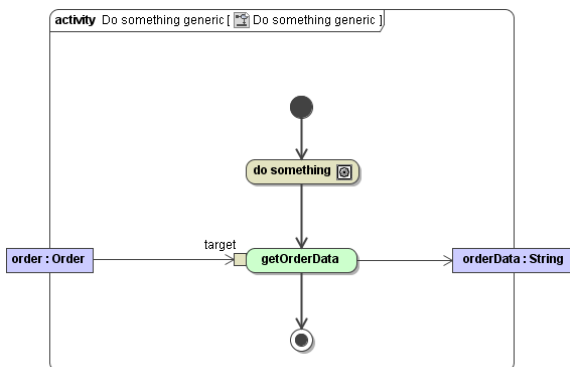 activity Do something generic [ Do something generic ]
do something
target
order : Order
getOrderData
orderData : String